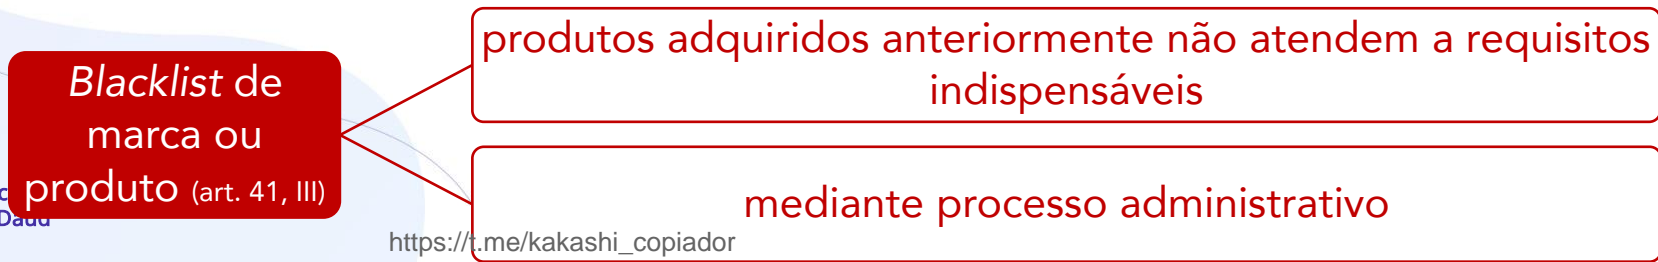 Blacklist de
marca ou
produto (art. 41, III)
produtos adquiridos anteriormente não atendem a requisitos
indispensáveis
mediante processo administrativo
https://t.me/kakashi_copiador